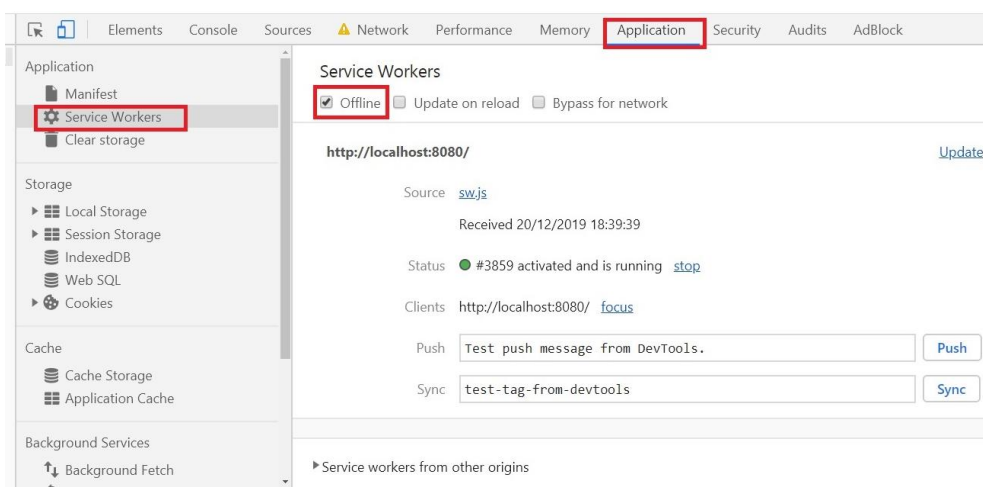 Elements Console Sources Network Performance Memory Application Security Audits AdBlock
Application
Manifest
Service Workers
Clear storage
Storage
Local Storage
Session Storage
IndexedDB
Web SQL
Cookies
Cache
Cache Storage
Application Cache
Background Services
Background Fetch
Service Workers
Offline Update on reload Bypass for network
http://localhost:8080/ Update
Source sw.js
Received 20/12/2019 18:39:39
Status #3859 activated and is running stop
Clients http://localhost:8080/ focus
Push Test push message from DevTools. Push
Sync test-tag-from-devtools Sync
Service workers from other origins